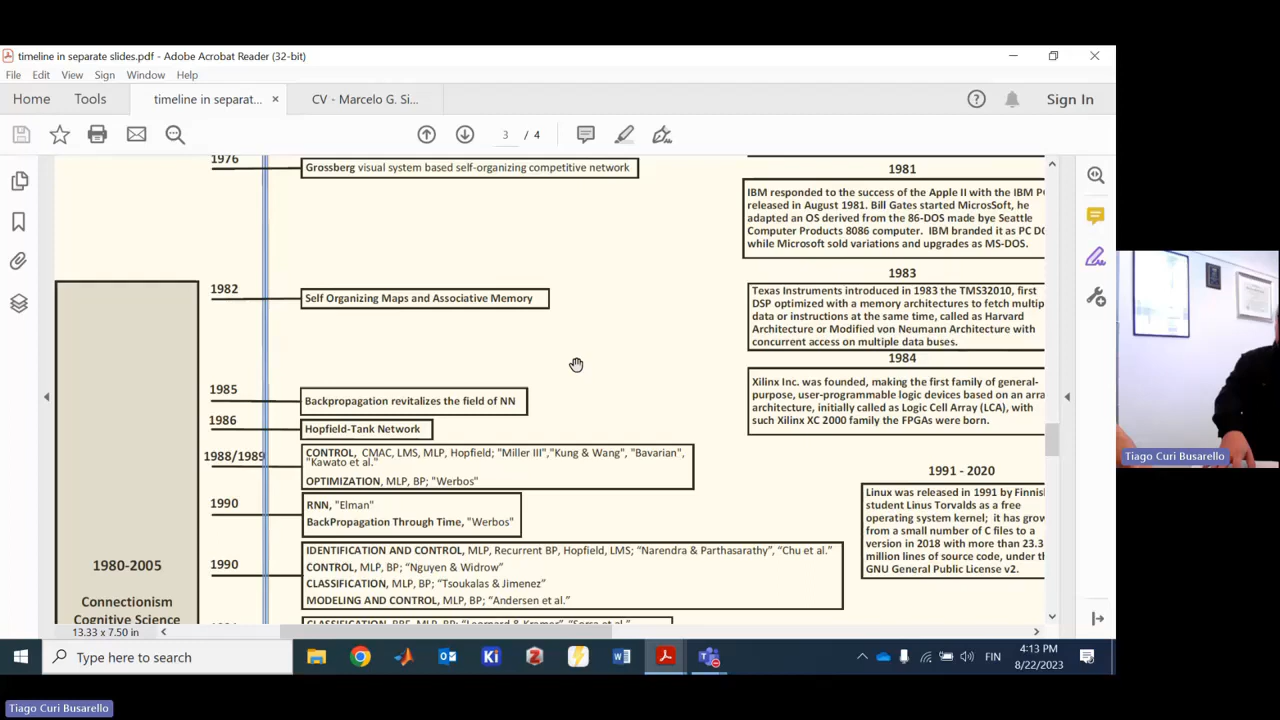 timeline in separate slides.pdf - Adobe Acrobat Reader (32-bit)
File Edit View Sign Window Help
Home Tools timeline in separat... × CV - Marcelo G. Si... Sign In
3 / 4
1976
Grossberg visual system based self-organizing competitive network
1982
Self Organizing Maps and Associative Memory
1985
Backpropagation revitalizes the field of NN
1986
Hopfield-Tank Network
1988/1989
CONTROL, CMAC, LMS, MLP, Hopfield; "Miller III","Kung & Wang", "Bavarian",
"Kawato et al."
OPTIMIZATION, MLP, BP; "Werbos"
1990
RNN, "Elman"
BackPropagation Through Time, "Werbos"
1990
IDENTIFICATION AND CONTROL, MLP, Recurrent BP, Hopfield, LMS; “Narendra & Parthasarathy”, “Chu et al.”
CONTROL, MLP, BP; “Nguyen & Widrow”
CLASSIFICATION, MLP, BP; “Tsoukalas & Jimenez”
MODELING AND CONTROL, MLP, BP; “Andersen et al.”
CLASSIFICATION, RBF, MLP, BP; “Leonard & Kramer”, “Sorsa et al.”
1980-2005
Connectionism
Cognitive Science
1981
IBM responded to the success of the Apple II with the IBM P
released in August 1981. Bill Gates started MicrosSoft, he
adapted an OS derived from the 86-DOS made bye Seattle
Computer Products 8086 computer. IBM branded it as PC DO
while Microsoft sold variations and upgrades as MS-DOS.
1983
Texas Instruments introduced in 1983 the TMS32010, first
DSP optimized with a memory architectures to fetch multip
data or instructions at the same time, called as Harvard
Architecture or Modified von Neumann Architecture with
concurrent access on multiple data buses.
1984
Xilinx Inc. was founded, making the first family of general-
purpose, user-programmable logic devices based on an arra
architecture, initially called as Logic Cell Array (LCA), with
such Xilinx XC 2000 family the FPGAs were born.
1991 - 2020
Linux was released in 1991 by Finnis
student Linus Torvalds as a free
operating system kernel; it has grow
from a small number of C files to a
version in 2018 with more than 23.3
million lines of source code, under th
GNU General Public License v2.
13.33 x 7.50 in
Type here to search
Ki
FIN
4:13 PM
8/22/2023
Tiago Curi Busarello
Tiago Curi Busarello